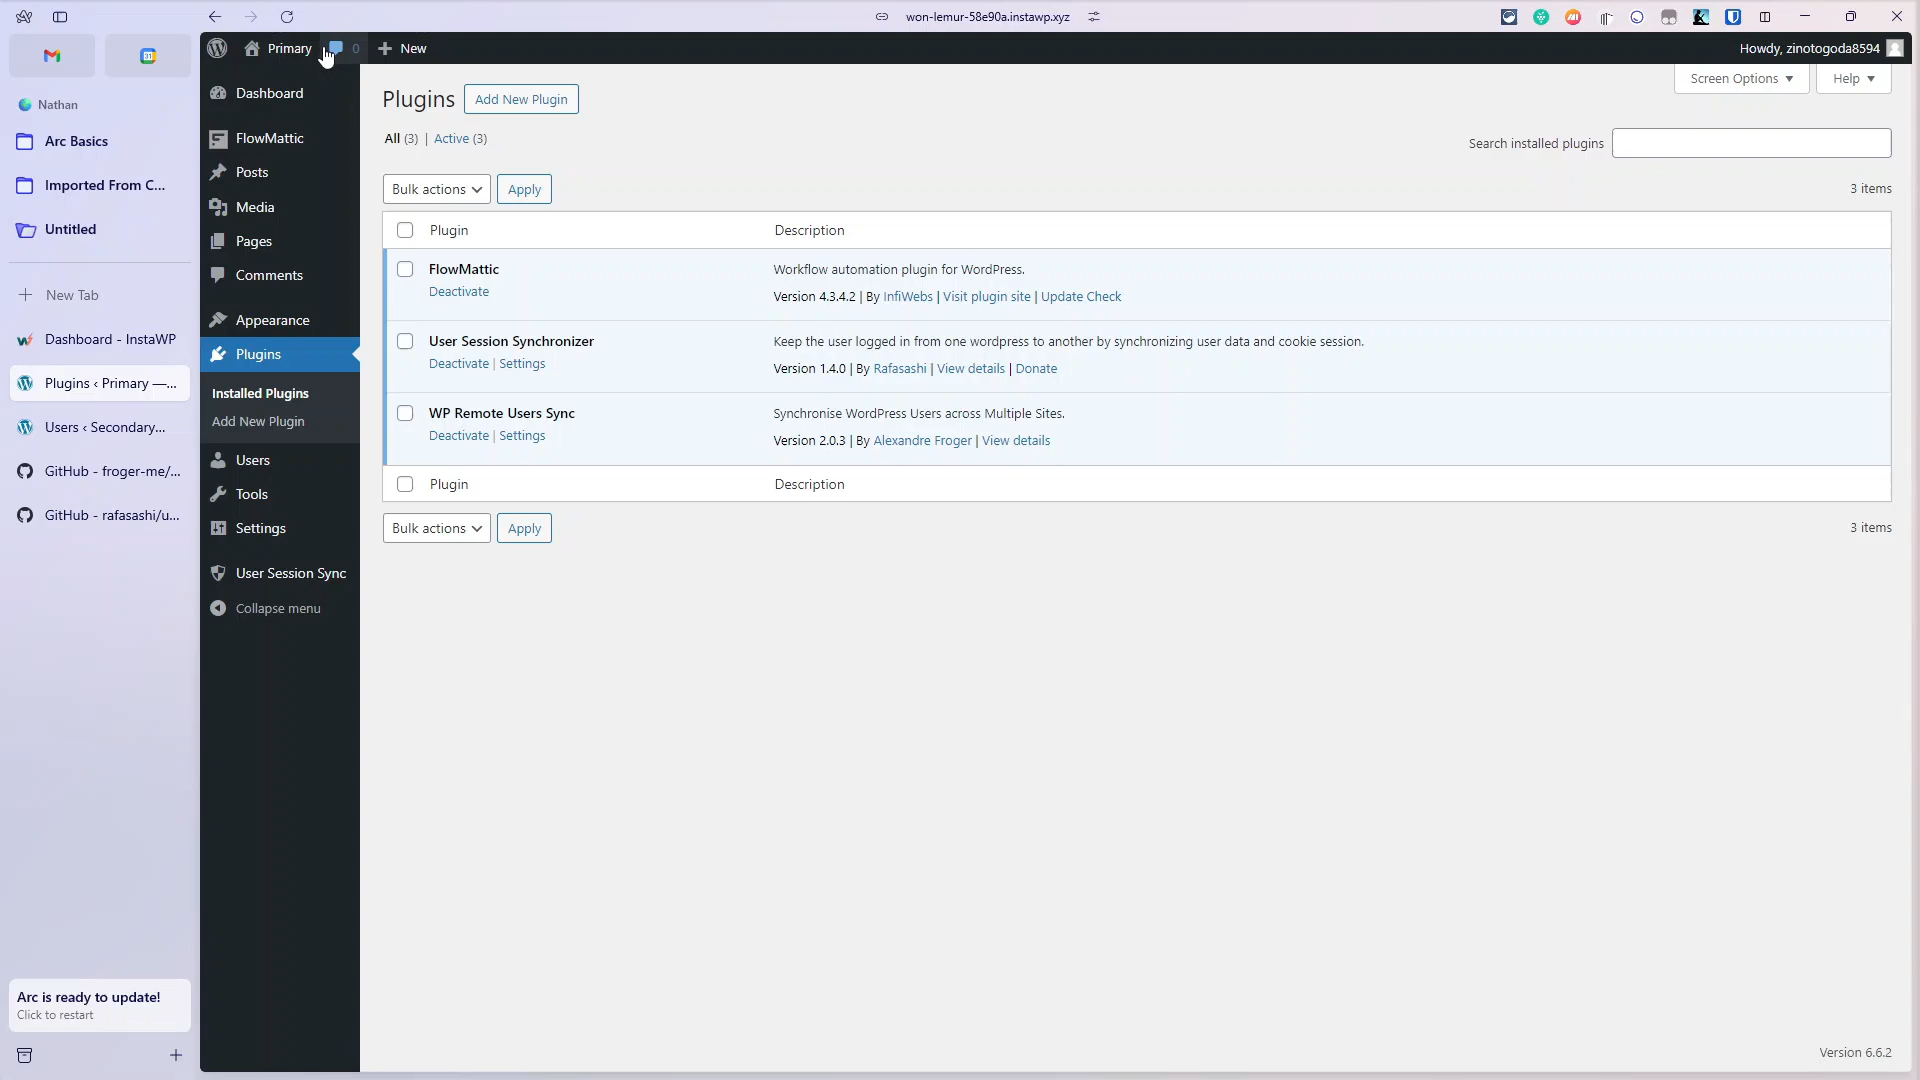 won-lemur-58e90a.instawp.xyz
Nathan
Arc Basics
Imported From C...
Untitled
New Tab
Dashboard - InstaWP
Plugins ‹ Primary —...
Users ‹ Secondary...
GitHub - froger-me/...
GitHub - rafasashi/u...
Arc is ready to update!
Click to restart
Primary
0
New
Howdy, zinotogoda8594
Dashboard
FlowMattic
Posts
Media
Pages
Comments
Appearance
Plugins
Installed Plugins
Add New Plugin
Users
Tools
Settings
User Session Sync
Collapse menu
Screen Options
Help
Plugins
Add New Plugin
All (3) | Active (3)
Search installed plugins
Bulk actions
Apply
3 items
Plugin
Description
FlowMattic
Deactivate
Workflow automation plugin for WordPress.
Version 4.3.4.2 | By InfiWebs | Visit plugin site | Update Check
User Session Synchronizer
Deactivate | Settings
Keep the user logged in from one wordpress to another by synchronizing user data and cookie session.
Version 1.4.0 | By Rafasashi | View details | Donate
WP Remote Users Sync
Deactivate | Settings
Synchronise WordPress Users across Multiple Sites.
Version 2.0.3 | By Alexandre Froger | View details
Plugin
Description
Bulk actions
Apply
3 items
Version 6.6.2